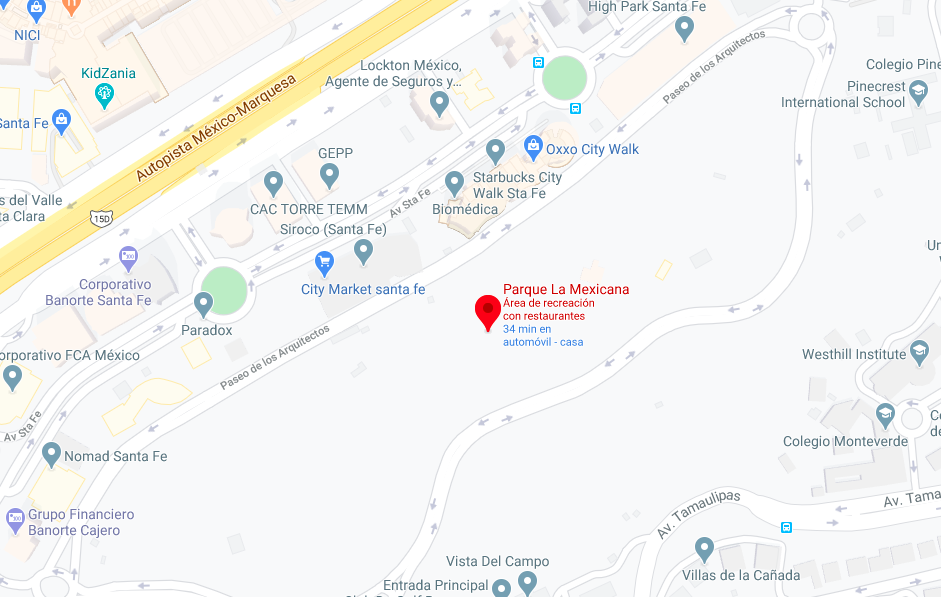 High Park Santa Fe
NICI
KidZania
Lockton México,
Agente de Seguros y...
Colegio Pine
Pinecrest
International School
Paseo de los Arquitectos
Santa Fe
Autopista México-Marquesa
GEPP
Oxxo City Walk
Starbucks City
Walk Sta Fe
s del Valle
ta Clara
15D
CAC TORRE TEMM
Av Sta Fe
Biomédica
Siroco (Santa Fe)
Corporativo
Banorte Santa Fe
City Market santa fe
Parque La Mexicana
Área de recreación
con restaurantes
34 min en
automóvil - casa
Paradox
orporativo FCA México
Paseo de los Arquitectos
Westhill Institute
Av Sta Fe
Colegio Monteverde
Nomad Santa Fe
Av. Tamaulipas
Av. Tama
Grupo Financiero
Banorte Cajero
Vista Del Campo
Villas de la Cañada
Entrada Principal